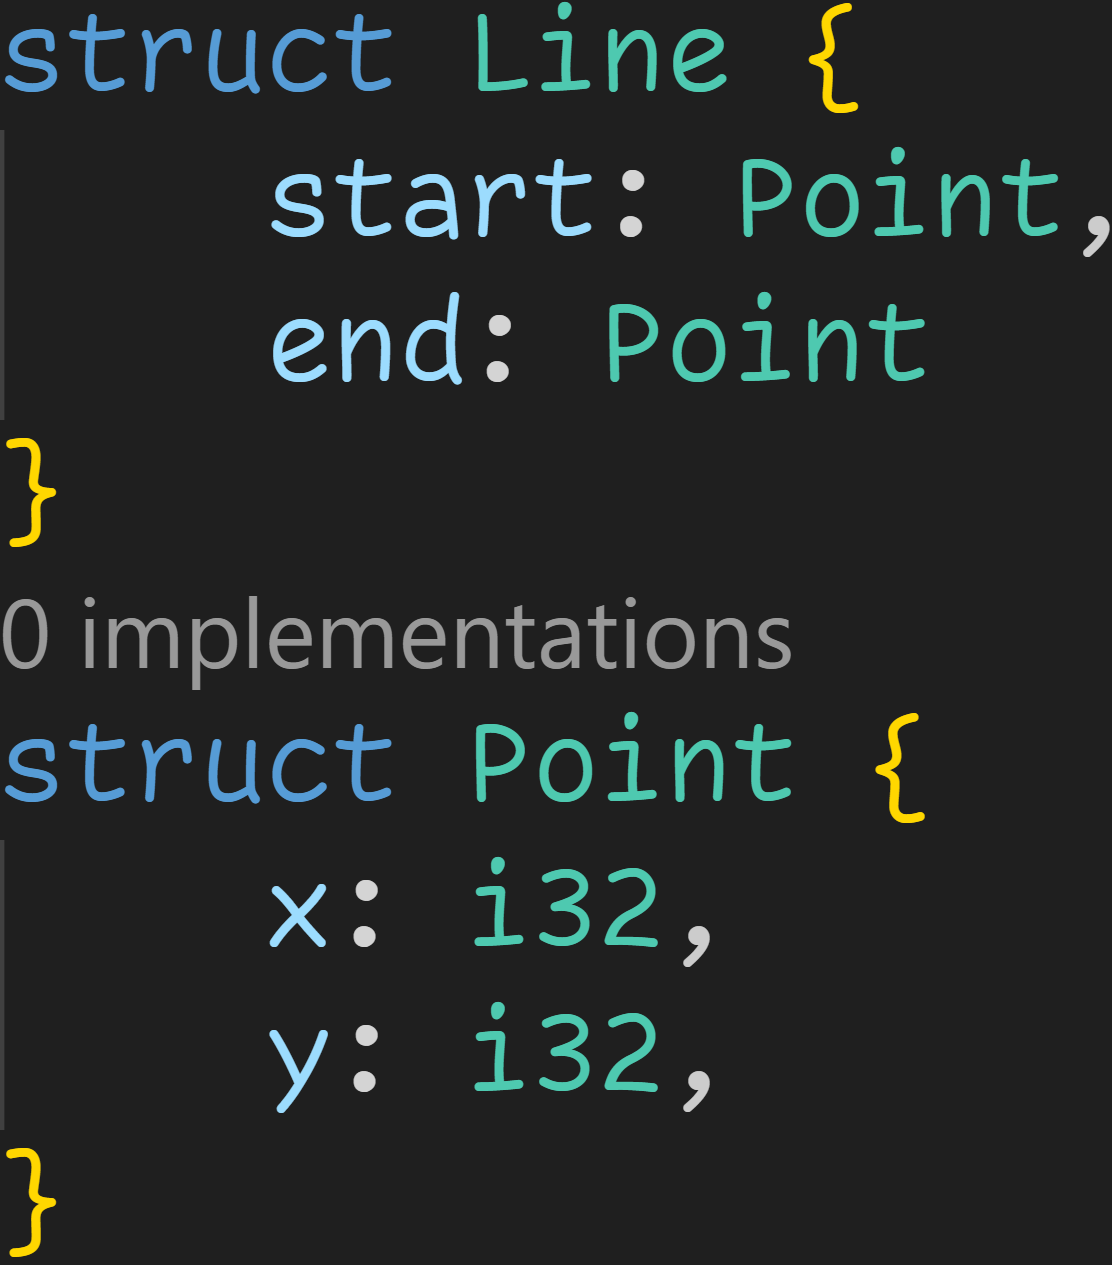 struct Line {
    start: Point,
    end: Point
}
0 implementations
struct Point {
    x: i32,
    y: i32,
}